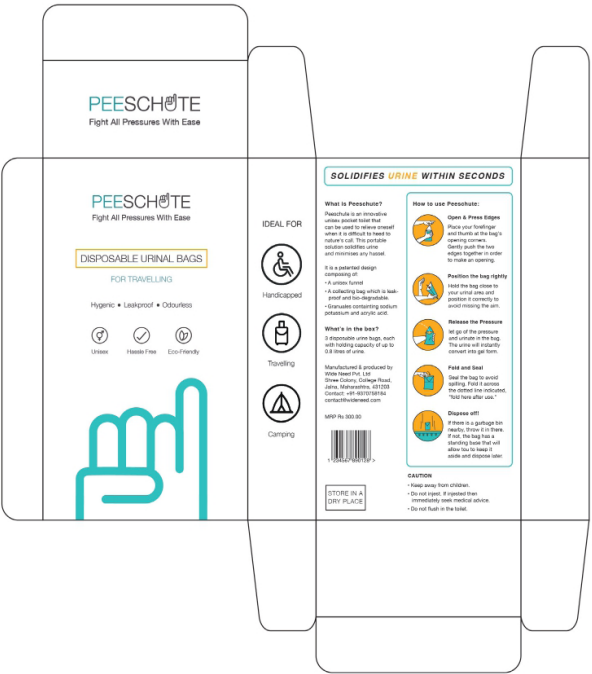 PEESCHUTE
Fight All Pressures With Ease
PEESCHUTE
Fight All Pressures With Ease
DISPOSABLE URINAL BAGS
FOR TRAVELLING
Hygenic • Leakproof • Odourless
Unisex Hassle Free Eco-Friendly
IDEAL FOR
Handicapped
Travelling
Camping
SOLIDIFIES URINE WITHIN SECONDS
What is Peeschute?
Peeschute is an innovative
unisex pocket toilet that
can be used to relieve oneself
when it is difficult to heed to
nature's call. This portable
solution solidifies urine
and minimises any hassel.
It is a patented design
composing of:
• A unisex funnel
• A collecting bag which is leak-
proof and bio-degradable.
• Granuales containting sodium
potassium and acrylic acid.
What's in the box?
3 disposable urine bags, each
with holding capacity of up to
0.8 litres of urine.
Manufactured & produced by
Wide Need Pvt. Ltd
Shree Colony, College Road,
Jalna, Maharashtra, 431203
Contact: +91-9370758184
contact@wideneed.com
MRP Rs 300.00
STORE IN A
DRY PLACE
How to use Peeschute:
Open & Press Edges
Place your forefinger
and thumb at the bag's
opening corners.
Gently push the two
edges together in order
to make an opening.
Position the bag rightly
Hold the bag close to
your urinal area and
position it correctly to
avoid missing the aim.
Release the Pressure
let go of the pressure
and urinate in the bag.
The urine will instantly
convert into gel form.
Fold and Seal
Seal the bag to avoid
spilling. Fold it across
the dotted line indicated,
"fold here after use."
Dispose off!
If there is a garbage bin
nearby, throw it in there.
If not, the bag has a
standing base that will
allow tou to keep it
aside and dispose later.
CAUTION
• Keep away from children.
• Do not inject. If injested then
immediately seek medical advice.
• Do not flush in the toilet.